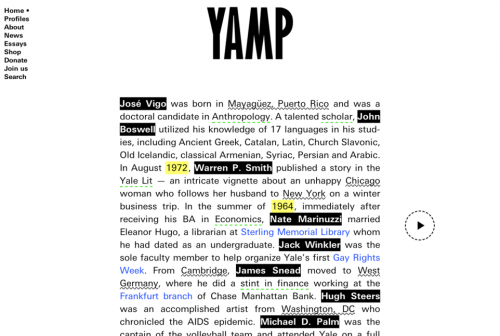 Home •
Profiles
About
News
Essays
Shop
Donate
Join us
Search
YAMP
José Vigo was born in Mayagüez, Puerto Rico and was a
doctoral candidate in Anthropology. A talented scholar, John
Boswell utilized his knowledge of 17 languages in his stud-
ies, including Ancient Greek, Catalan, Latin, Church Slavonic,
Old Icelandic, classical Armenian, Syriac, Persian and Arabic.
In August 1972, Warren P. Smith published a story in the
Yale Lit — an intricate vignette about an unhappy Chicago
woman who follows her husband to New York on a winter
business trip. In the summer of 1964, immediately after
receiving his BA in Economics, Nate Marinuzzi married
Eleanor Hugo, a librarian at Sterling Memorial Library whom
he had dated as an undergraduate. Jack Winkler was the
sole faculty member to help organize Yale's first Gay Rights
Week. From Cambridge, James Snead moved to West
Germany, where he did a stint in finance working at the
Frankfurt branch of Chase Manhattan Bank. Hugh Steers
was an accomplished artist from Washington, DC who
chronicled the AIDS epidemic. Michael D. Palm was the
captain of the volleyball team and attended Yale on a full